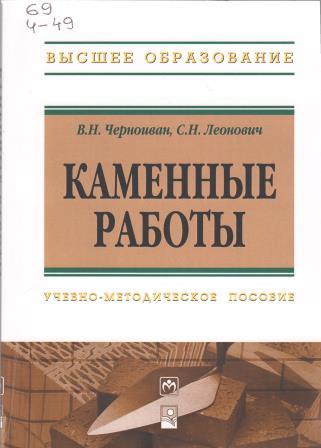 69
Ч-49
ВЫСШЕЕ ОБРАЗОВАНИЕ
В.Н. Черноиван, С.Н. Леонович
КАМЕННЫЕ
РАБОТЫ
УЧЕБНО-МЕТОДИЧЕСКОЕ ПОСОБИЕ